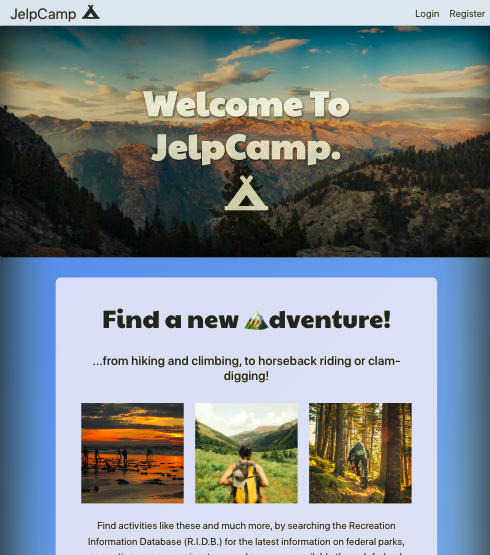 JelpCamp
Login Register
Welcome To
JelpCamp.
Find a new 🏔️dventure!
...from hiking and climbing, to horseback riding or clam-
digging!
Find activities like these and much more, by searching the Recreation
Information Database (R.I.D.B.) for the latest information on federal parks,